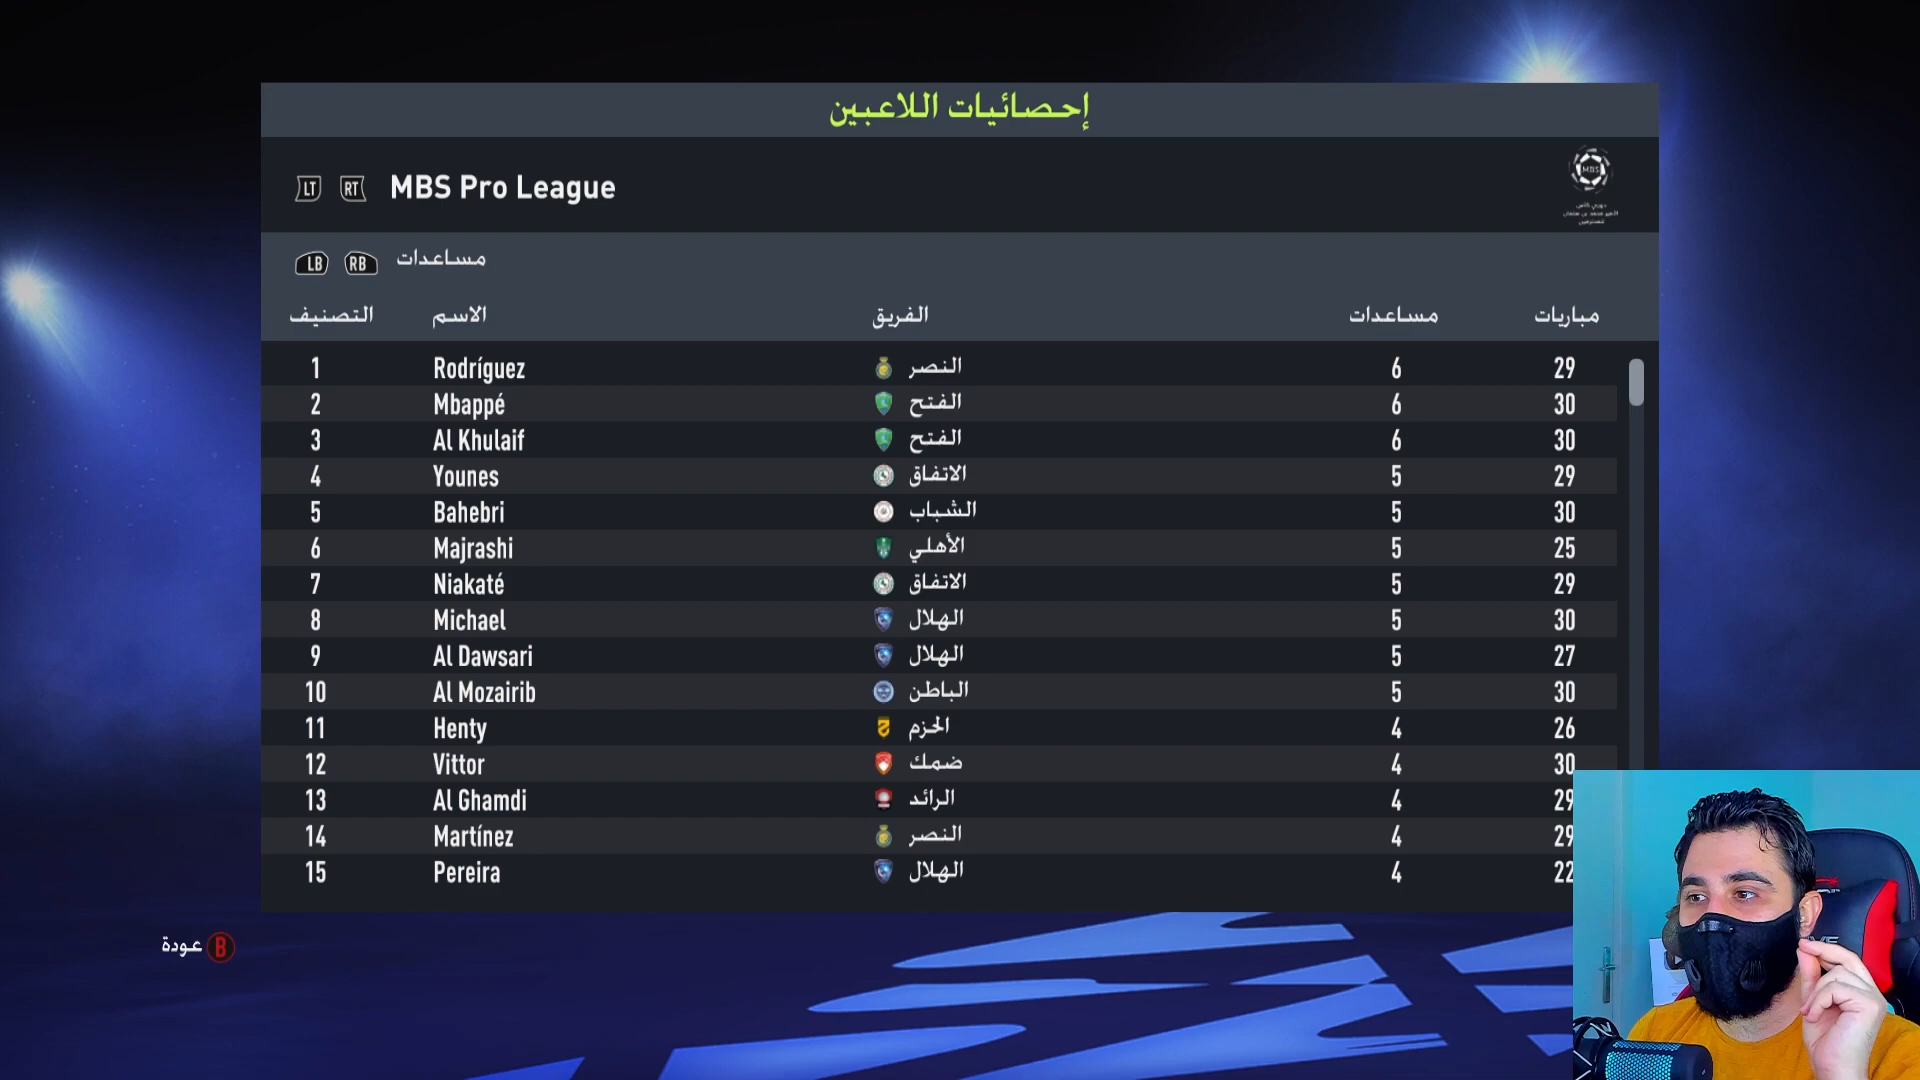 إحصائيات اللاعبين
LT RT MBS Pro League
MBS
LB RB مساعدات
التصنيف الاسم الفريق مساعدات مباريات
1 Rodríguez النصر 6 29
2 Mbappé الفتح 6 30
3 Al Khulaif الفتح 6 30
4 Younes الاتفاق 5 29
5 Bahebri الشباب 5 30
6 Majrashi الأهلي 5 25
7 Niakaté الاتفاق 5 29
8 Michael الهلال 5 30
9 Al Dawsari الهلال 5 27
10 Al Mozairib الباطن 5 30
11 Henty الحزم 4 26
12 Vittor ضمك 4 30
13 Al Ghamdi الرائد 4 29
14 Martínez النصر 4 29
15 Pereira الهلال 4 22
عودة B